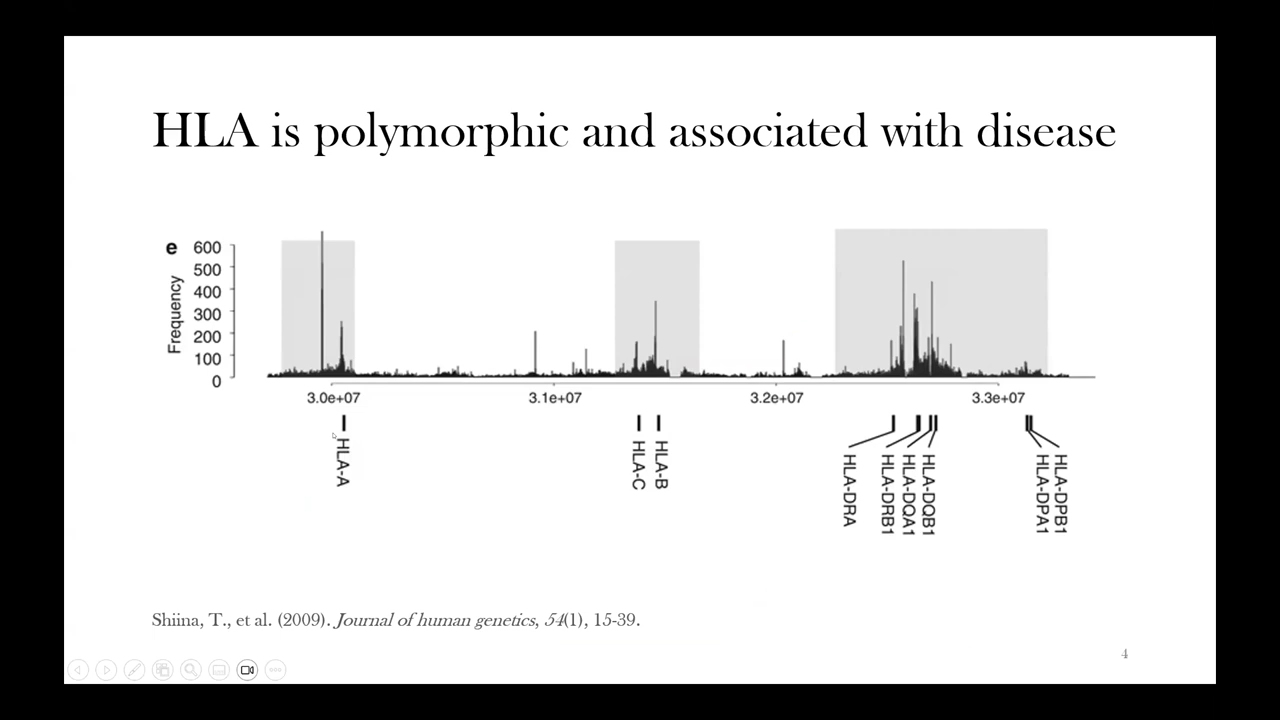 HLA is polymorphic and associated with disease
e
Frequency
600
500
400
300
200
100
0
3.0e+07 3.1e+07 3.2e+07 3.3e+07
HLA-A
HLA-C
HLA-B
HLA-DRA
HLA-DRB1
HLA-DQA1
HLA-DQB1
HLA-DPA1
HLA-DPB1
Shiina, T., et al. (2009). Journal of human genetics, 54(1), 15-39.
4